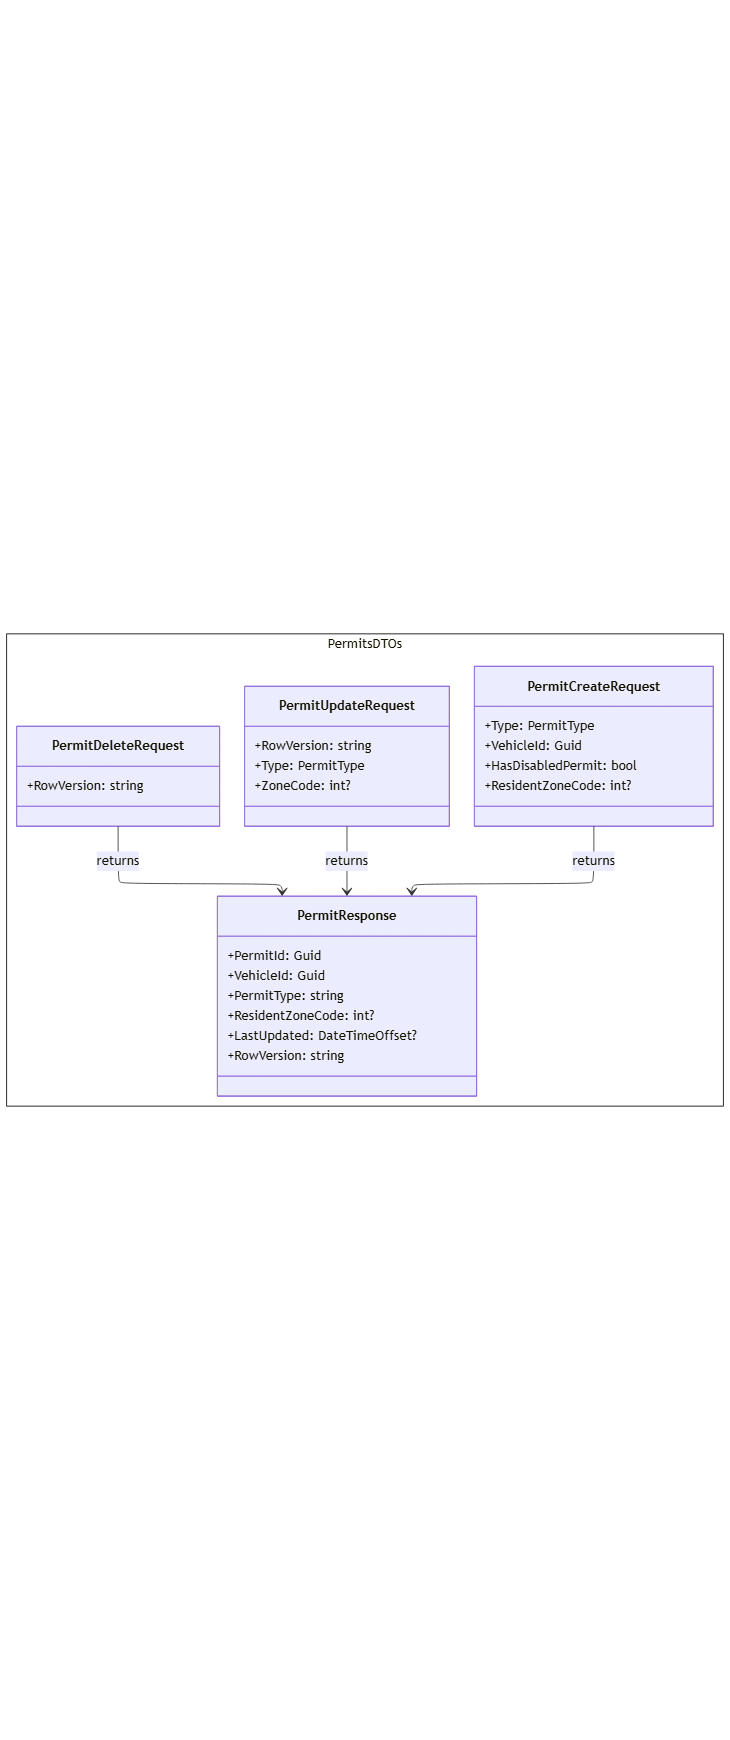 PermitsDTOs
PermitDeleteRequest
+RowVersion: string
PermitUpdateRequest
+RowVersion: string
+Type: PermitType
+ZoneCode: int?
PermitCreateRequest
+Type: PermitType
+VehicleId: Guid
+HasDisabledPermit: bool
+ResidentZoneCode: int?
returns
returns
returns
PermitResponse
+PermitId: Guid
+VehicleId: Guid
+PermitType: string
+ResidentZoneCode: int?
+LastUpdated: DateTimeOffset?
+RowVersion: string